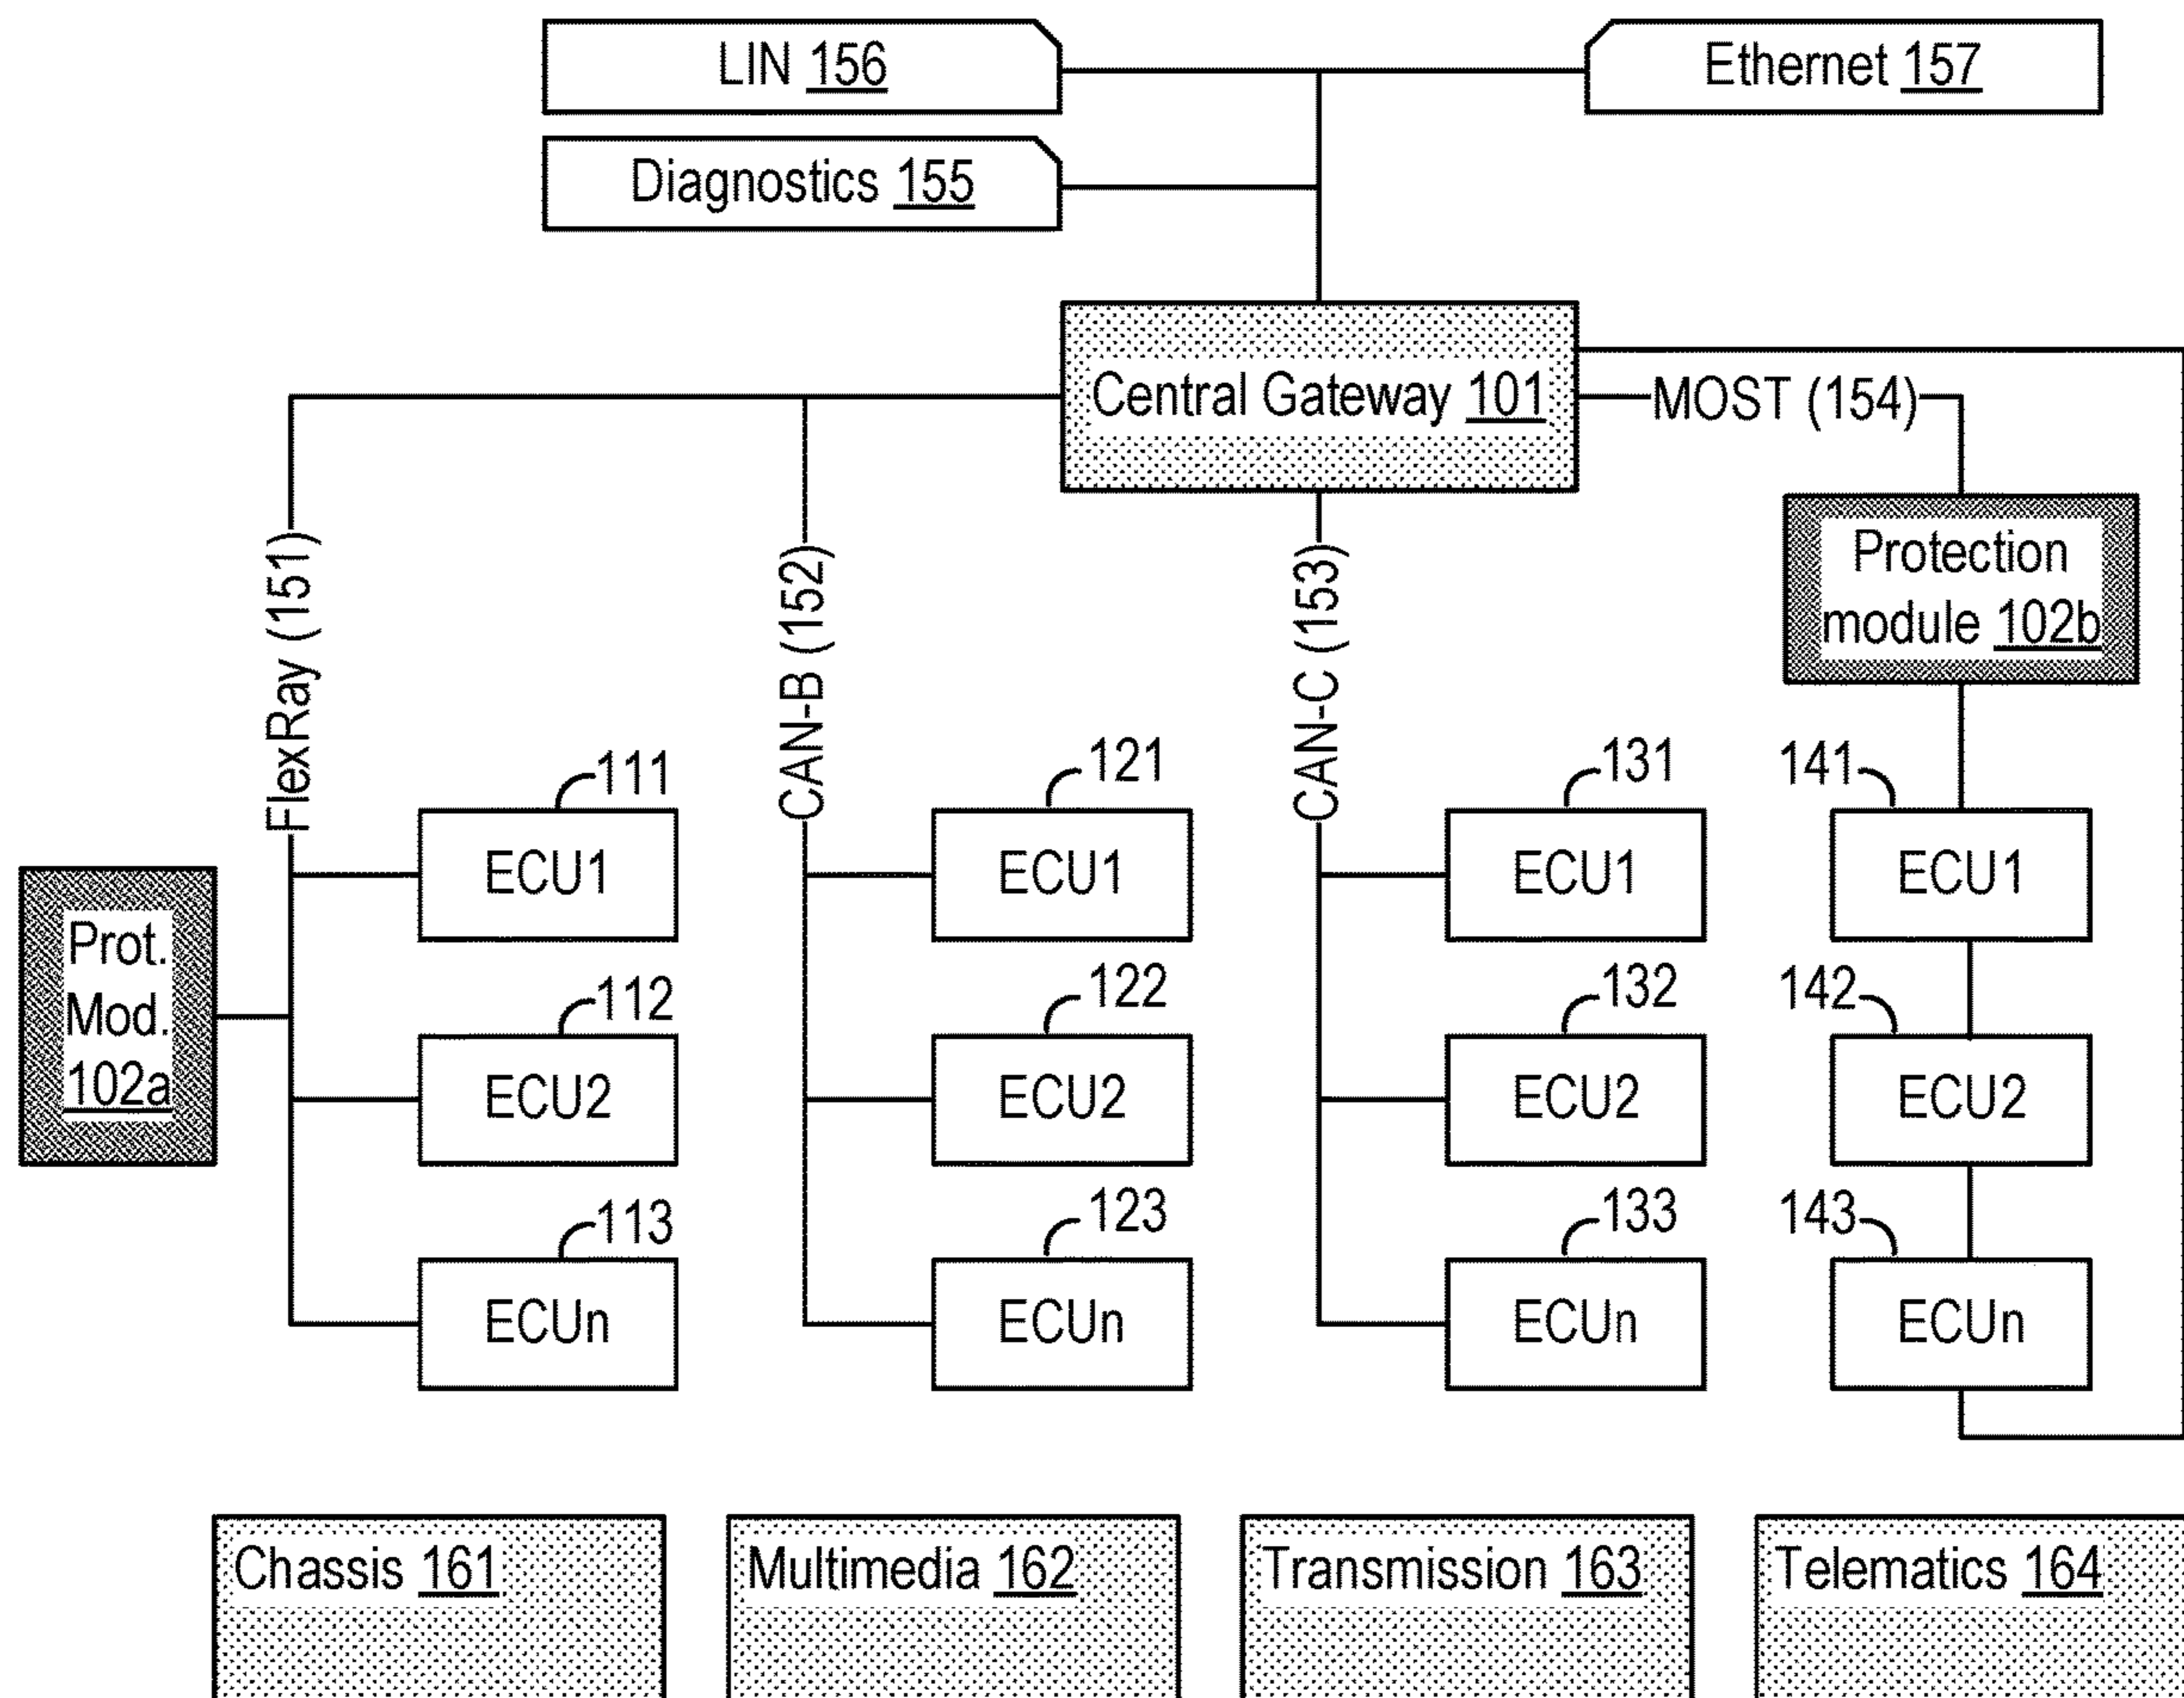 LIN 156
Ethernet 157
Diagnostics 155
Central Gateway 101
MOST (154)
FlexRay (151)
CAN-B (152)
CAN-C (153)
Protection
module 102b
111
121
131
141
ECU1
ECU1
ECU1
ECU1
Prot.
Mod.
102a
112
122
132
142
ECU2
ECU2
ECU2
ECU2
113
123
133
143
ECUn
ECUn
ECUn
ECUn
Chassis 161
Multimedia 162
Transmission 163
Telematics 164